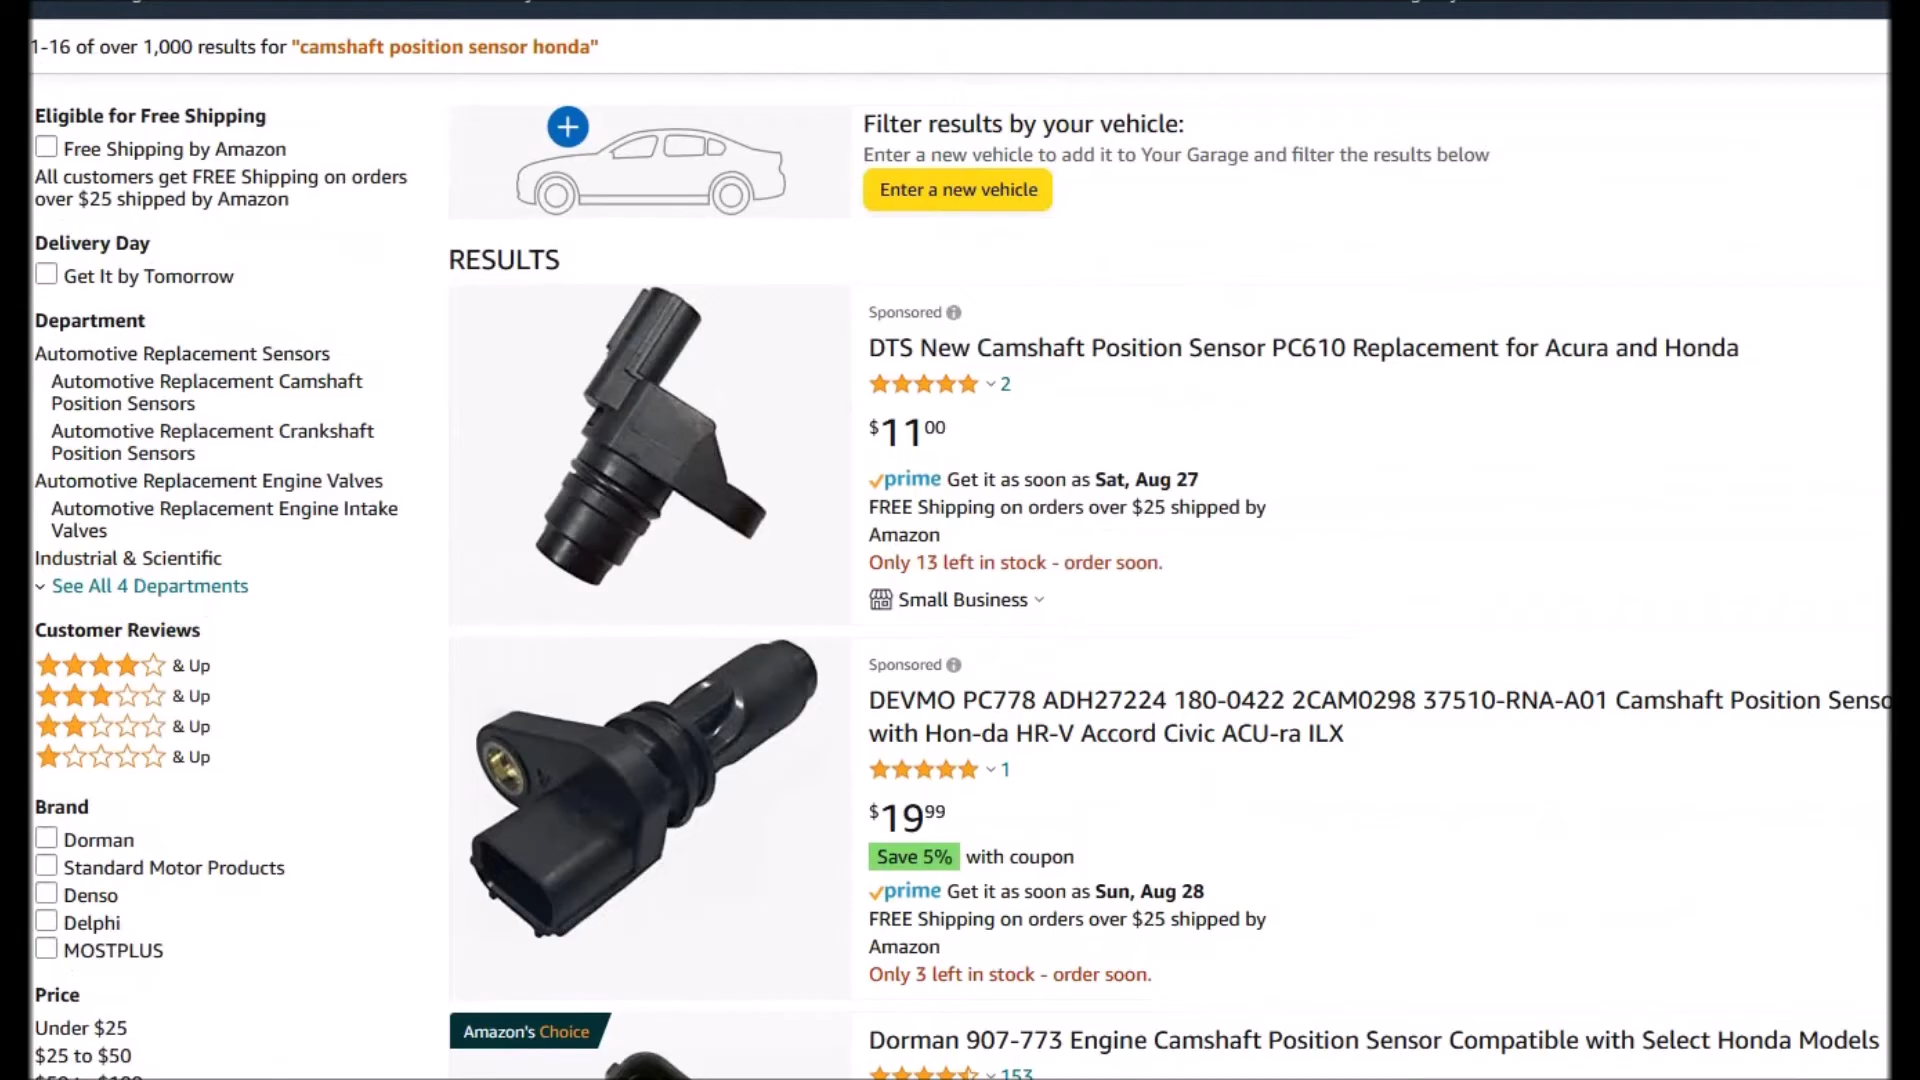 1-16 of over 1,000 results for "camshaft position sensor honda"
Eligible for Free Shipping
Free Shipping by Amazon
All customers get FREE Shipping on orders
over $25 shipped by Amazon
Delivery Day
Get It by Tomorrow
Department
Automotive Replacement Sensors
Automotive Replacement Camshaft
Position Sensors
Automotive Replacement Crankshaft
Position Sensors
Automotive Replacement Engine Valves
Automotive Replacement Engine Intake
Valves
Industrial & Scientific
See All 4 Departments
Customer Reviews
& Up
& Up
& Up
& Up
Brand
Dorman
Standard Motor Products
Denso
Delphi
MOSTPLUS
Price
Under $25
$25 to $50
Filter results by your vehicle:
Enter a new vehicle to add it to Your Garage and filter the results below
Enter a new vehicle
RESULTS
Sponsored
DTS New Camshaft Position Sensor PC610 Replacement for Acura and Honda
2
$11 00
prime Get it as soon as Sat, Aug 27
FREE Shipping on orders over $25 shipped by
Amazon
Only 13 left in stock - order soon.
Small Business
Sponsored
DEVMO PC778 ADH27224 180-0422 2CAM0298 37510-RNA-A01 Camshaft Position Senso
with Hon-da HR-V Accord Civic ACU-ra ILX
1
$19 99
Save 5% with coupon
prime Get it as soon as Sun, Aug 28
FREE Shipping on orders over $25 shipped by
Amazon
Only 3 left in stock - order soon.
Amazon's Choice
Dorman 907-773 Engine Camshaft Position Sensor Compatible with Select Honda Models
153